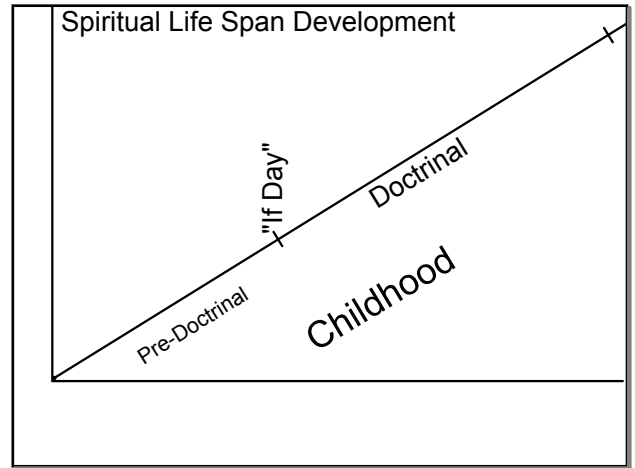 Spiritual Life Span Development
"If Day"
Doctrinal
Pre-Doctrinal
Childhood